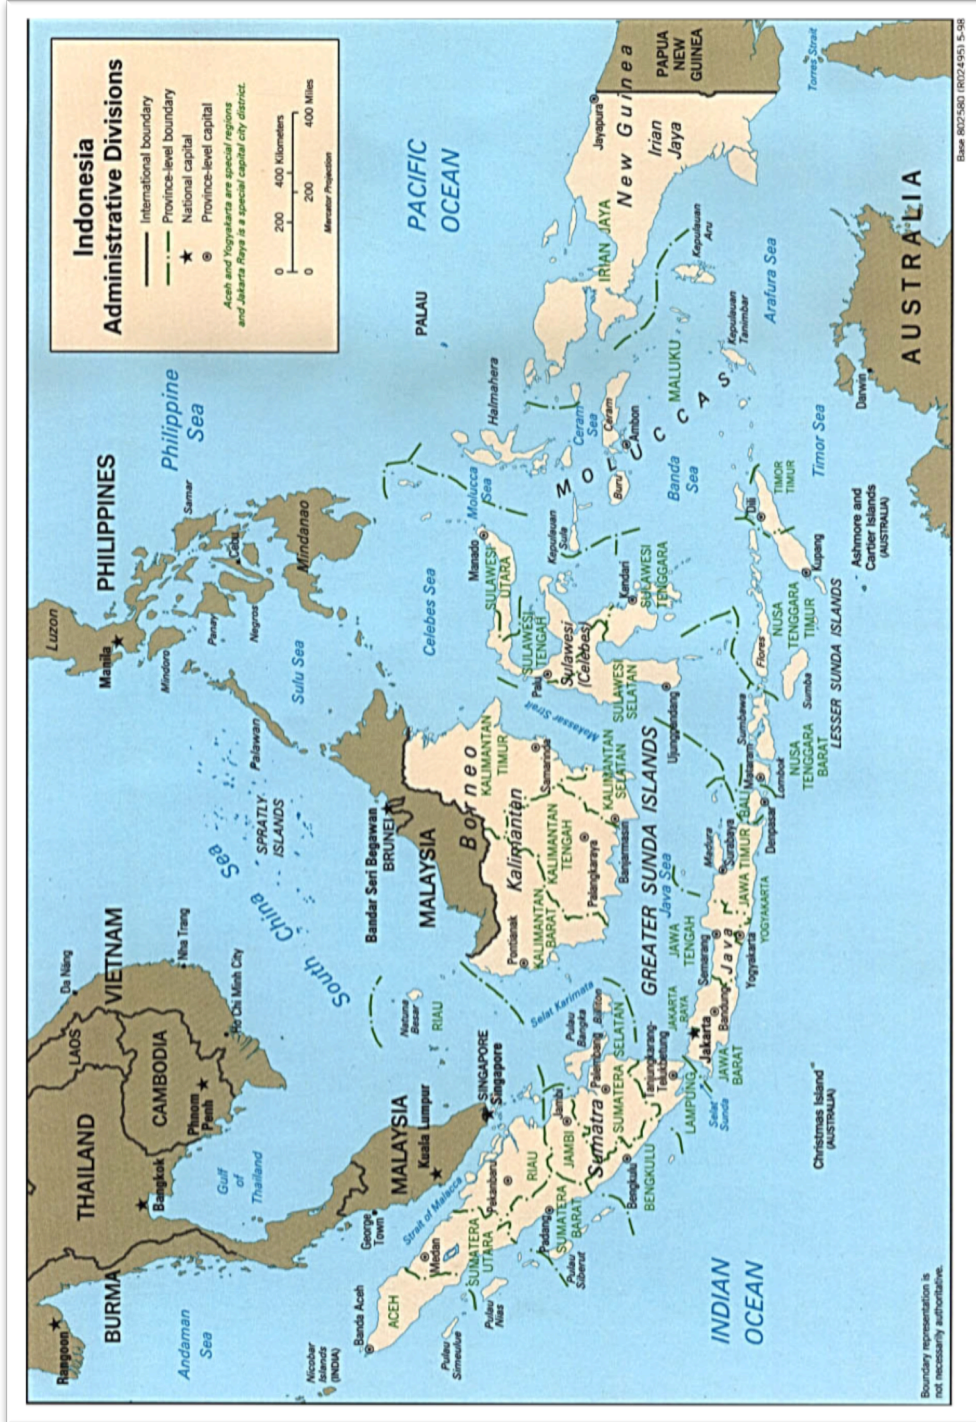 Indonesia
Administrative Divisions
International boundary
Province-level boundary
National capital
Province-level capital
Aceh and Yogyakarta are special regions
and Jakarta Raya is a special capital city district.
0 200 400 Kilometers
0 200 400 Miles
Mercator Projection
Rangoon
BURMA
THAILAND
LAOS
VIETNAM
Da Nãng
Bangkok
CAMBODIA
Phnom
Penh
Nha Trang
Ho Chi Minh City
Andaman
Sea
Gulf
of
Thailand
Nicobar
Islands
(INDIA)
South China Sea
SPRATLY
ISLANDS
Luzon
Manila
PHILIPPINES
Mindoro
Samar
Panay
Cebu
Negros
Palawan
Mindanao
Sulu Sea
Philippine
Sea
PALAU
PACIFIC
OCEAN
Banda Aceh
ACEH
George
Town
MALAYSIA
Kuala Lumpur
Strait of Malacca
SINGAPORE
Singapore
Natuna
Besar
RIAU
Bandar Seri Begawan
BRUNEI
MALAYSIA
Borneo
Celebes Sea
Molucca
Sea
Halmahera
Medan
SUMATERA
UTARA
Pulau
Simeulue
Pulau
Nias
Pekanbaru
RIAU
Padang
SUMATERA
BARAT
Pulau
Siberut
JAMBI
Jambi
Sumatra
Bengkulu
BENGKULU
SUMATERA SELATAN
Palembang
Pulau
Bangka
Biliton
Selat Karimata
Tanjungkarang-
Telukbetung
LAMPUNG
Selat
Sunda
Pontianak
KALIMANTAN
BARAT
Kalimantan
KALIMANTAN
TENGAH
Palangkaraya
KALIMANTAN
TIMUR
Samarinda
KALIMANTAN
SELATAN
Banjarmasin
Makassar Strait
Manado
SULAWESI
UTARA
SULAWESI
TENGAH
Palu
Sulawesi
(Celebes)
SULAWESI
SELATAN
Ujungpandang
Kendari
SULAWESI
TENGGARA
Kepulauan
Sula
MOLUCCAS
Buru
Ceram
Ceram
Sea
Ambon
MALUKU
Banda
Sea
IRIAN JAYA
Jayapura
New Guinea
Irian
Jaya
PAPUA
NEW
GUINEA
Kepulauan
Aru
Kepulauan
Tanimbar
Arafura Sea
Torres Strait
GREATER SUNDA ISLANDS
Java Sea
JAKARTA
RAYA
Jakarta
JAWA
BARAT
Bandung
Java
JAWA
TENGAH
Semarang
Yogyakarta
YOGYAKARTA
JAWA TIMUR
Madura
Surabaya
BALI
Denpasar
Mataram
Lombok
Sumbawa
NUSA
TENGGARA
BARAT
Sumba
Flores
NUSA
TENGGARA
TIMUR
LESSER SUNDA ISLANDS
Kupang
Dili
TIMOR
TIMUR
Timor Sea
Ashmore and
Cartier Islands
(AUSTRALIA)
Darwin
AUSTRALIA
Christmas Island
(AUSTRALIA)
INDIAN
OCEAN
Boundary representation is
not necessarily authoritative.
Base 802580 (R02495) 5-98